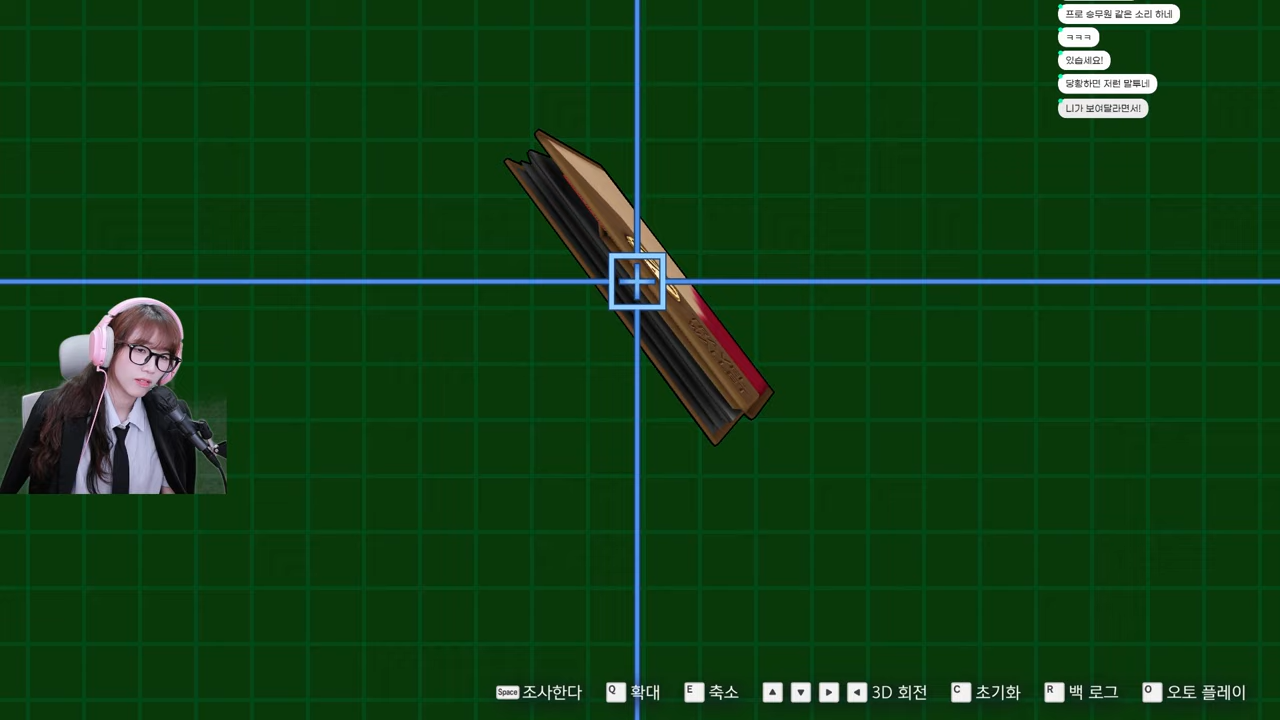 프로 승무원 같은 소리 하네
ㅋㅋㅋ
있습세요!
당황하면 저런 말투네
니가 보여달라면서!
Space 조사한다 Q 확대 E 축소 3D 회전 C 초기화 R 백 로그 O 오토 플레이